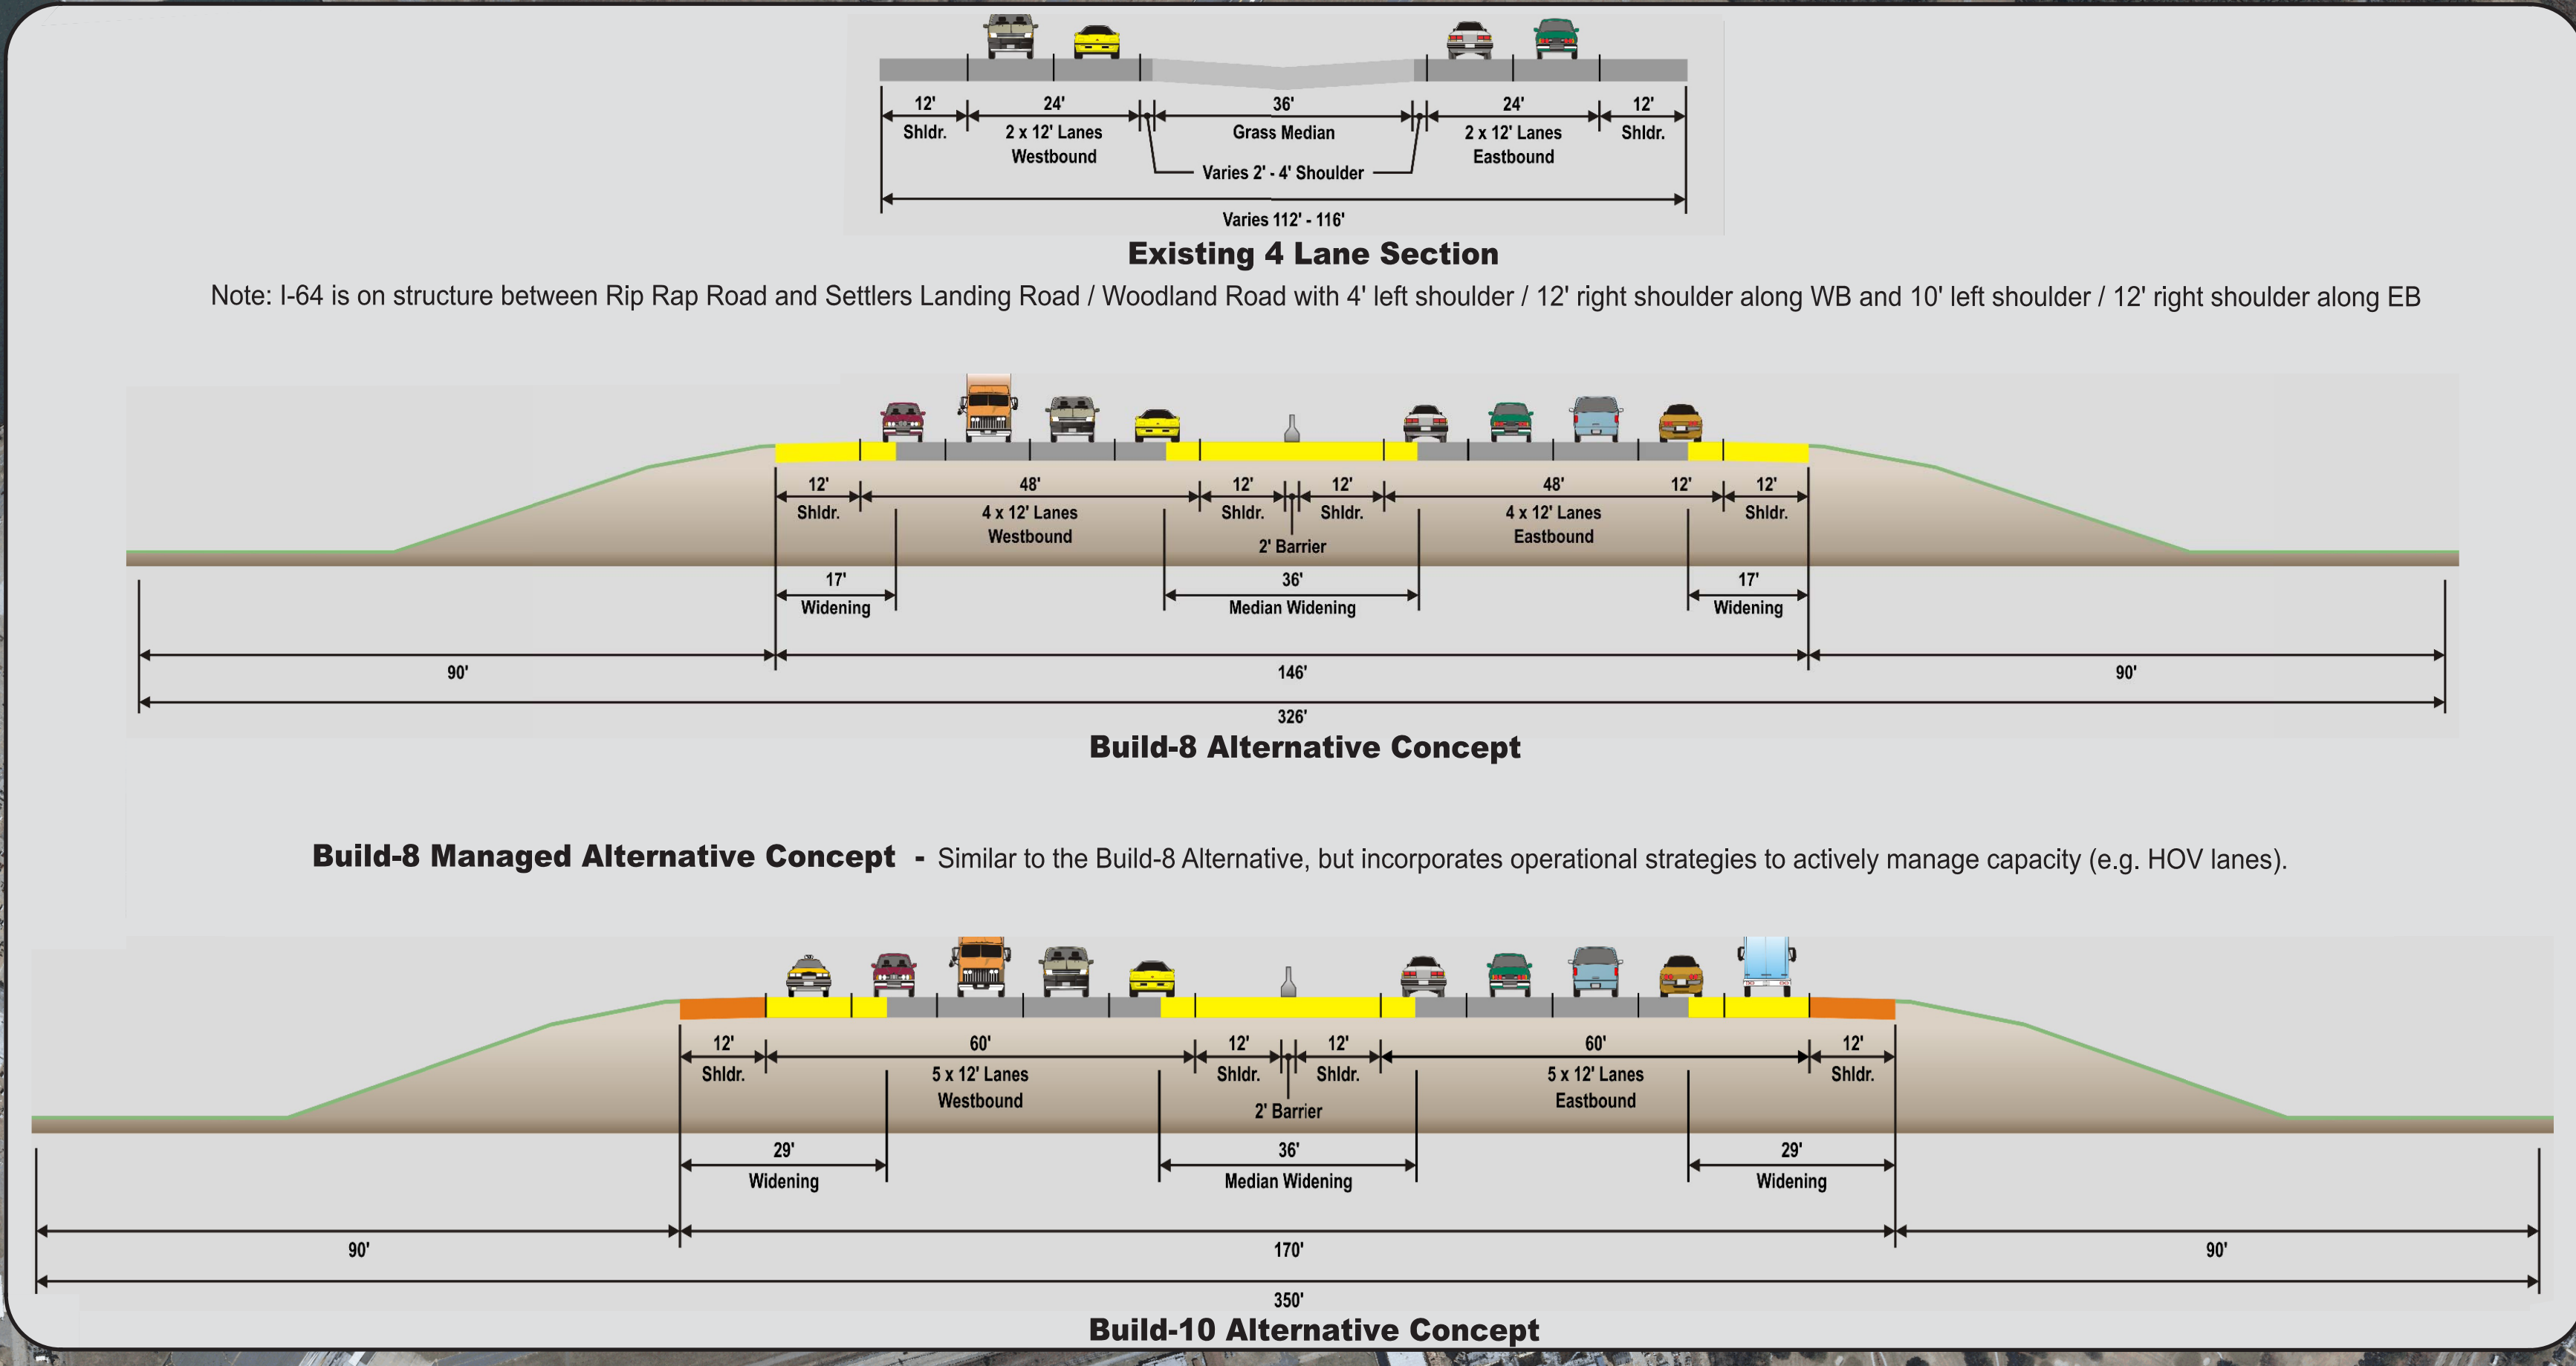 12' 24' 36' 24' 12'
Shldr. 2 x 12' Lanes Grass Median 2 x 12' Lanes Shldr.
Westbound Eastbound
Varies 2' - 4' Shoulder
Varies 112' - 116'
Existing 4 Lane Section
Note: I-64 is on structure between Rip Rap Road and Settlers Landing Road / Woodland Road with 4' left shoulder / 12' right shoulder along WB and 10' left shoulder / 12' right shoulder along EB
12' 48' 12' 12' 48' 12' 12'
Shldr. 4 x 12' Lanes Shldr. Shldr. 4 x 12' Lanes Shldr.
Westbound Eastbound
2' Barrier
17' 36' 17'
Widening Median Widening Widening
90' 146' 90'
326'
Build-8 Alternative Concept
Build-8 Managed Alternative Concept - Similar to the Build-8 Alternative, but incorporates operational strategies to actively manage capacity (e.g. HOV lanes).
12' 60' 12' 12' 60' 12'
Shldr. 5 x 12' Lanes Shldr. Shldr. 5 x 12' Lanes Shldr.
Westbound Eastbound
2' Barrier
29' 36' 29'
Widening Median Widening Widening
90' 170' 90'
350'
Build-10 Alternative Concept